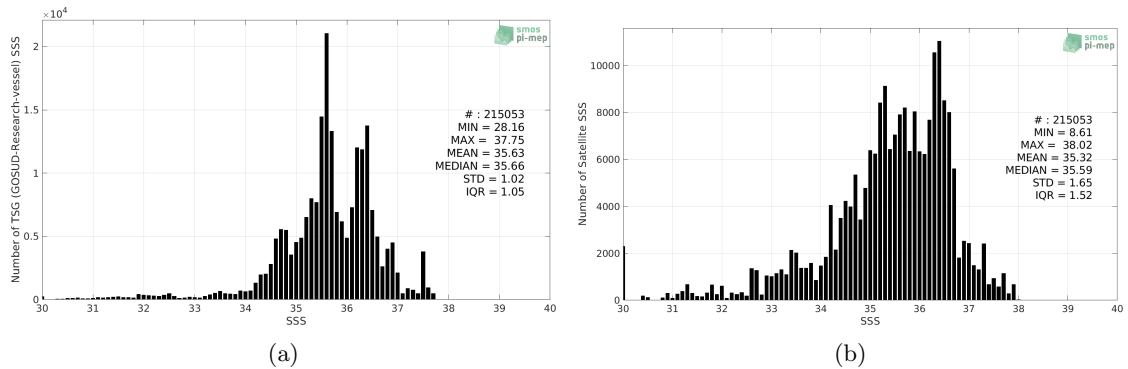 ×10⁴
smos
pi-mep
Number of TSG (GOSUD-Research-vessel) SSS
2
1.5
1
0.5
0
# : 215053
MIN = 28.16
MAX = 37.75
MEAN = 35.63
MEDIAN = 35.66
STD = 1.02
IQR = 1.05
30 31 32 33 34 35 36 37 38 39 40
SSS
(a)
smos
pi-mep
Number of Satellite SSS
10000
8000
6000
4000
2000
0
# : 215053
MIN = 8.61
MAX = 38.02
MEAN = 35.32
MEDIAN = 35.59
STD = 1.65
IQR = 1.52
30 31 32 33 34 35 36 37 38 39 40
SSS
(b)